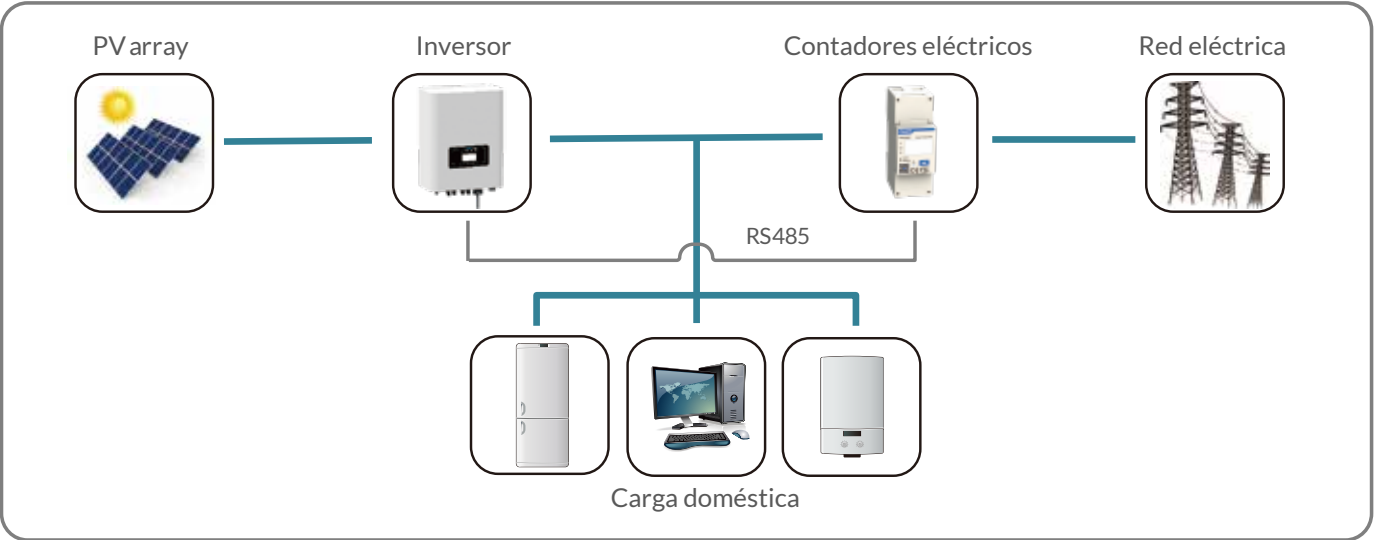 PV array
Inversor
Contadores eléctricos
Red eléctrica
RS485
Carga doméstica